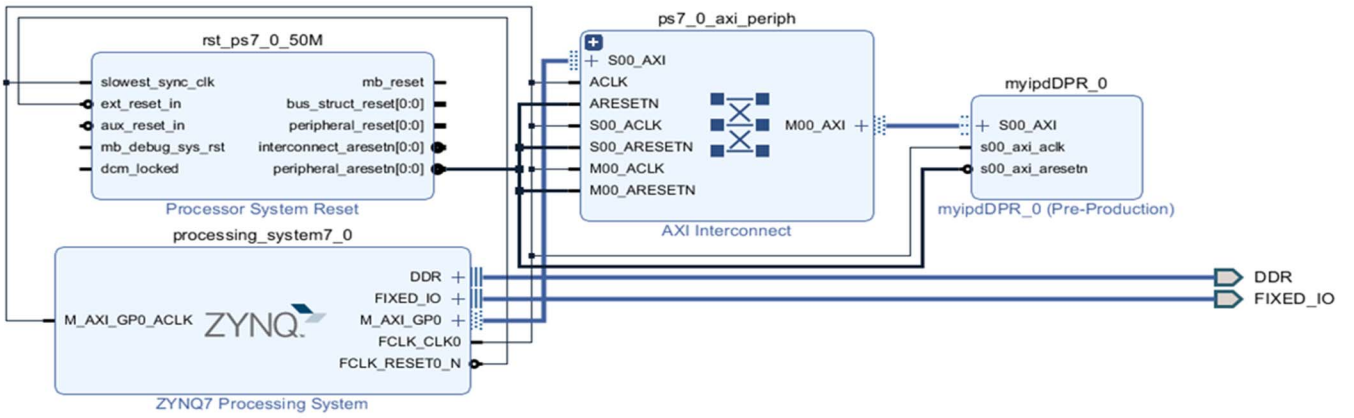 rst_ps7_0_50M
slowest_sync_clk mb_reset
ext_reset_in bus_struct_reset[0:0]
aux_reset_in peripheral_reset[0:0]
mb_debug_sys_rst interconnect_aresetn[0:0]
dcm_locked peripheral_aresetn[0:0]
Processor System Reset
ps7_0_axi_periph
S00_AXI
ACLK
ARESETN
S00_ACLK M00_AXI
S00_ARESETN
M00_ACLK
M00_ARESETN
AXI Interconnect
myipdDPR_0
S00_AXI
s00_axi_aclk
s00_axi_aresetn
myipdDPR_0 (Pre-Production)
processing_system7_0
DDR
FIXED_IO
M_AXI_GP0_ACLK ZYNQ M_AXI_GP0
FCLK_CLK0
FCLK_RESET0_N
ZYNQ7 Processing System
DDR
FIXED_IO